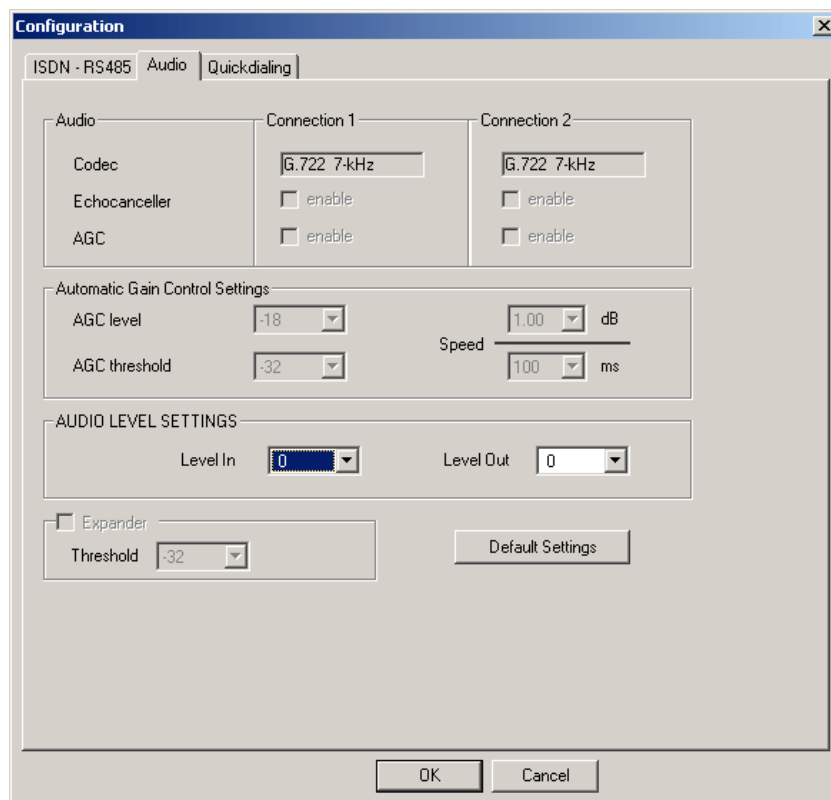 Configuration
ISDN - RS485 Audio Quickdialing
Audio Connection 1 Connection 2
Codec G.722 7-kHz G.722 7-kHz
Echocanceller enable enable
AGC enable enable
Automatic Gain Control Settings
AGC level -18 1.00 dB
Speed
AGC threshold -32 100 ms
AUDIO LEVEL SETTINGS
Level In 0 Level Out 0
Expander
Threshold -32
Default Settings
OK Cancel